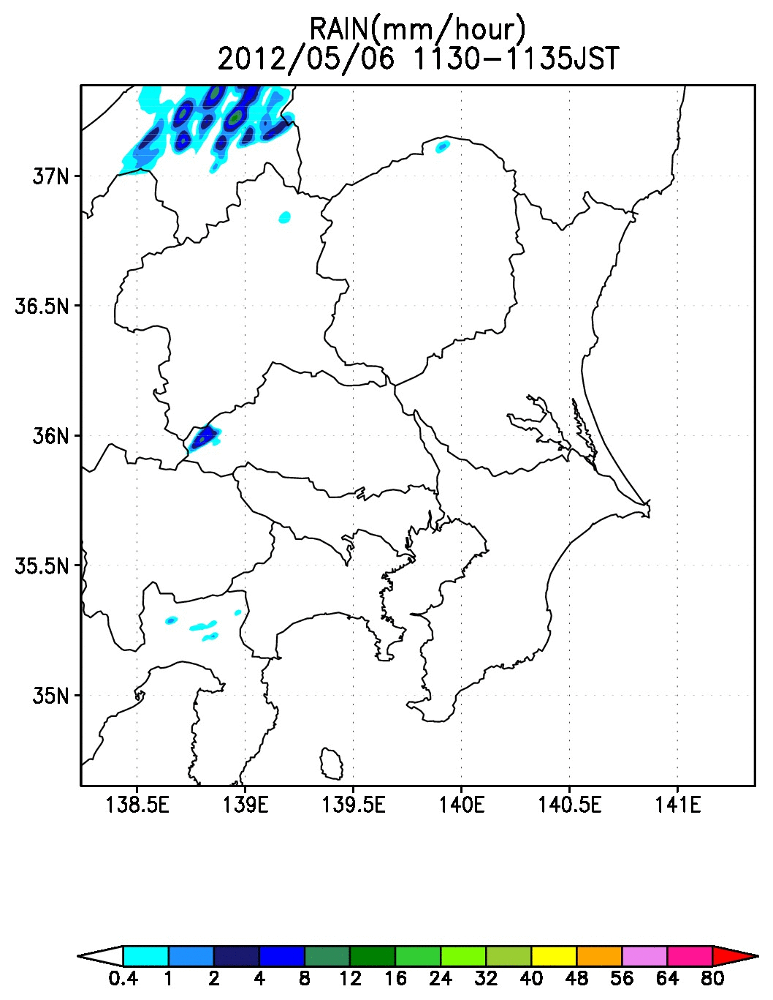 RAIN(mm/hour)
2012/05/06 1130-1135JST
37N
36.5N
36N
35.5N
35N
138.5E 139E 139.5E 140E 140.5E 141E
0.4 1 2 4 8 12 16 24 32 40 48 56 64 80